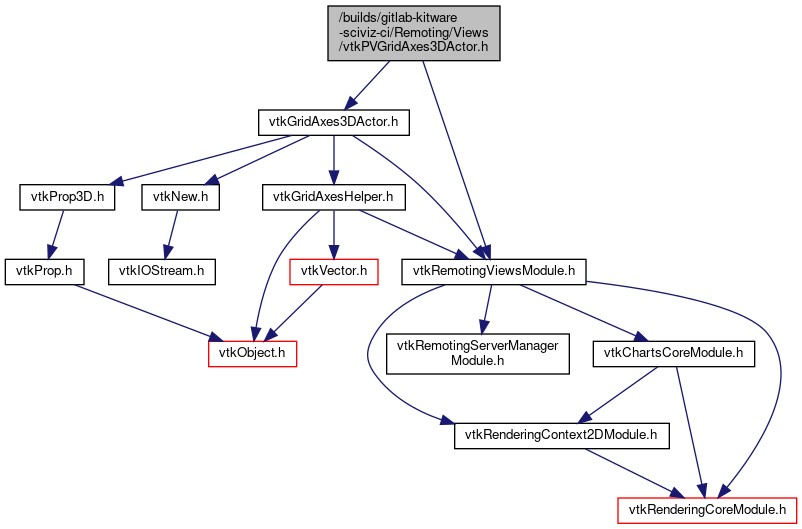 /builds/gitlab-kitware
-sciviz-ci/Remoting/Views
/vtkPVGridAxes3DActor.h
vtkGridAxes3DActor.h
vtkProp3D.h
vtkNew.h
vtkGridAxesHelper.h
vtkProp.h
vtkIOStream.h
vtkVector.h
vtkRemotingViewsModule.h
vtkObject.h
vtkRemotingServerManager
Module.h
vtkChartsCoreModule.h
vtkRenderingContext2DModule.h
vtkRenderingCoreModule.h